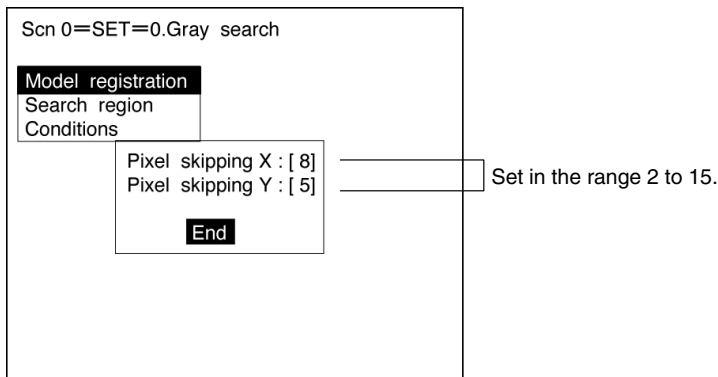 Scn 0=SET=0.Gray search
Model registration
Search region
Conditions
Pixel skipping X : [ 8]
Pixel skipping Y : [ 5]
Set in the range 2 to 15.
End